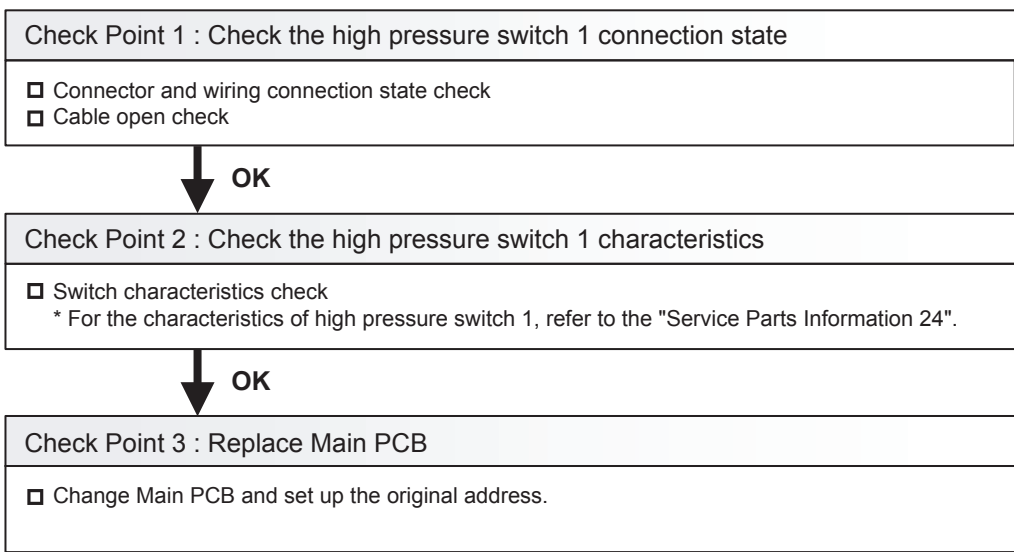 Check Point 1 : Check the high pressure switch 1 connection state
Connector and wiring connection state check
Cable open check
OK
Check Point 2 : Check the high pressure switch 1 characteristics
Switch characteristics check
* For the characteristics of high pressure switch 1, refer to the "Service Parts Information 24".
OK
Check Point 3 : Replace Main PCB
Change Main PCB and set up the original address.